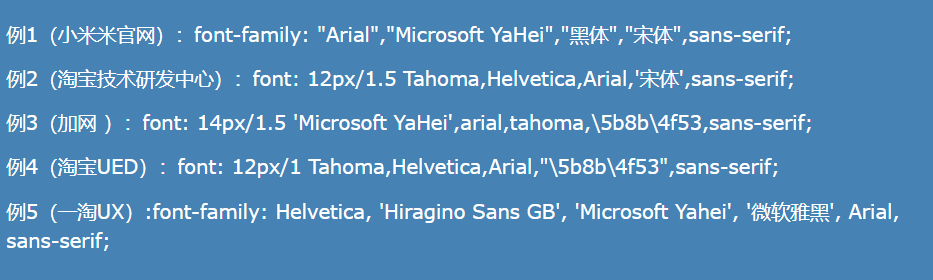 例1（小米米官网）：font-family: "Arial","Microsoft YaHei","黑体","宋体",sans-serif;
例2（淘宝技术研发中心）：font: 12px/1.5 Tahoma,Helvetica,Arial,'宋体',sans-serif;
例3（加网 ）：font: 14px/1.5 'Microsoft YaHei',arial,tahoma,\5b8b\4f53,sans-serif;
例4（淘宝UED）：font: 12px/1 Tahoma,Helvetica,Arial,"\5b8b\4f53",sans-serif;
例5（一淘UX）:font-family: Helvetica, 'Hiragino Sans GB', 'Microsoft Yahei', '微软雅黑', Arial,
sans-serif;